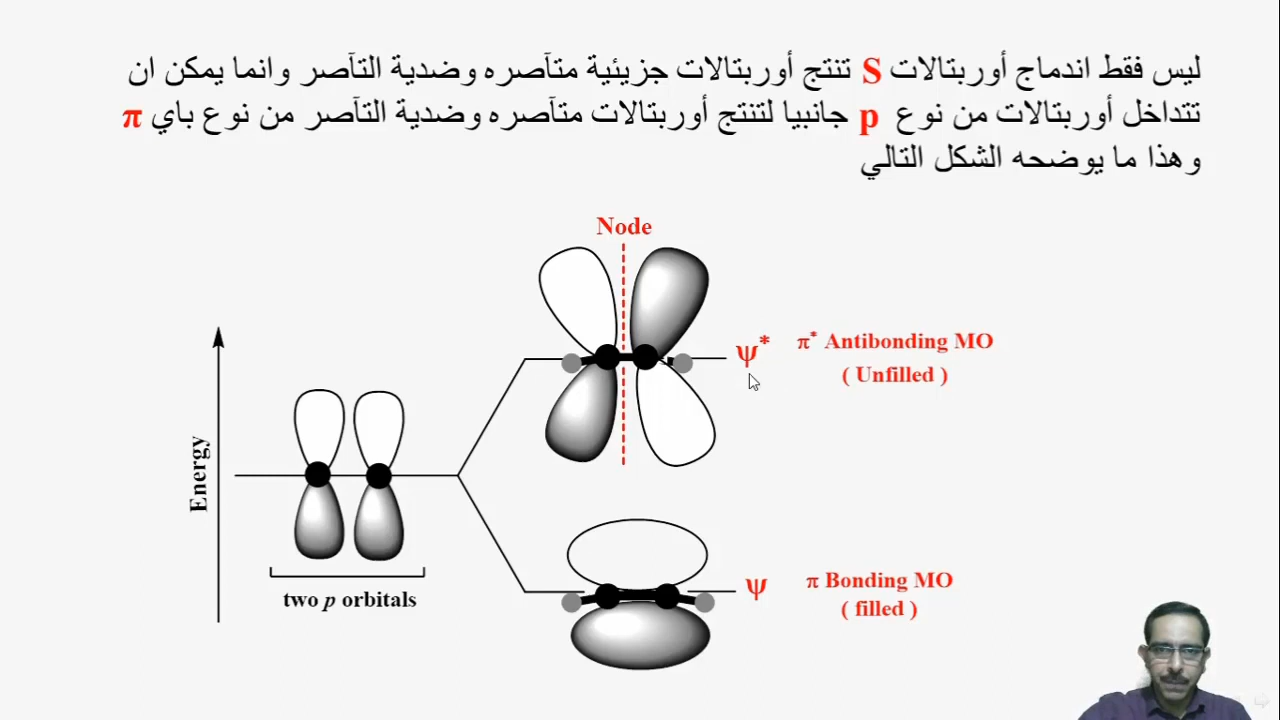 ليس فقط اندماج أوربتالات S تنتج أوربتالات جزيئية متآصره وضدية التآصر وانما يمكن ان
تتداخل أوربتالات من نوع p جانبيا لتنتج أوربتالات متآصره وضدية التآصر من نوع باي π
وهذا ما يوضحه الشكل التالي
Node
ψ* π* Antibonding MO
( Unfilled )
Energy
two p orbitals
ψ π Bonding MO
( filled )